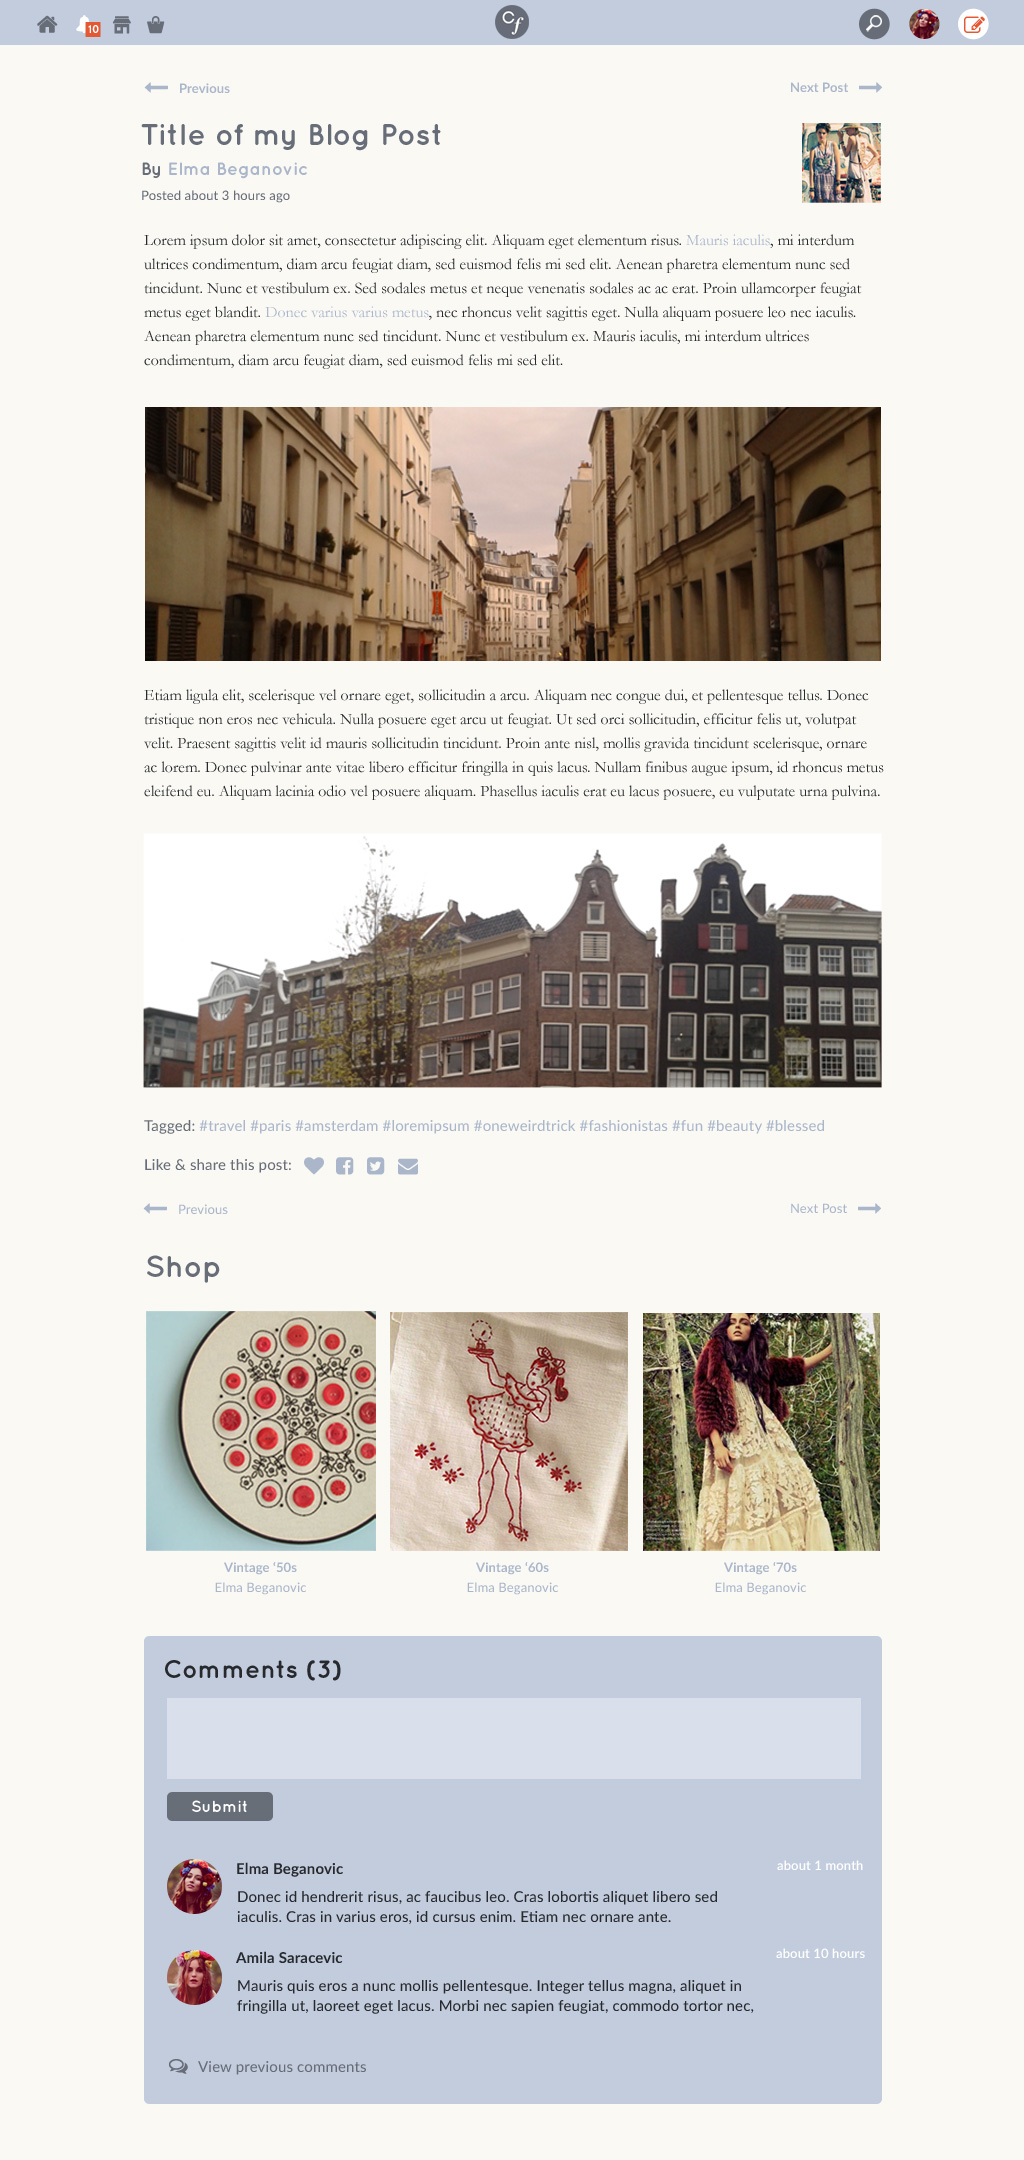 10
Cf
Previous
Next Post
Title of my Blog Post
By Elma Beganovic
Posted about 3 hours ago
Lorem ipsum dolor sit amet, consectetur adipiscing elit. Aliquam eget elementum risus. Mauris iaculis, mi interdum
ultrices condimentum, diam arcu feugiat diam, sed euismod felis mi sed elit. Aenean pharetra elementum nunc sed
tincidunt. Nunc et vestibulum ex. Sed sodales metus et neque venenatis sodales ac ac erat. Proin ullamcorper feugiat
metus eget blandit. Donec varius varius metus, nec rhoncus velit sagittis eget. Nulla aliquam posuere leo nec iaculis.
Aenean pharetra elementum nunc sed tincidunt. Nunc et vestibulum ex. Mauris iaculis, mi interdum ultrices
condimentum, diam arcu feugiat diam, sed euismod felis mi sed elit.
Etiam ligula elit, scelerisque vel ornare eget, sollicitudin a arcu. Aliquam nec congue dui, et pellentesque tellus. Donec
tristique non eros nec vehicula. Nulla posuere eget arcu ut feugiat. Ut sed orci sollicitudin, efficitur felis ut, volutpat
velit. Praesent sagittis velit id mauris sollicitudin tincidunt. Proin ante nisl, mollis gravida tincidunt scelerisque, ornare
ac lorem. Donec pulvinar ante vitae libero efficitur fringilla in quis lacus. Nullam finibus augue ipsum, id rhoncus metus
eleifend eu. Aliquam lacinia odio vel posuere aliquam. Phasellus iaculis erat eu lacus posuere, eu vulputate urna pulvina.
Tagged: #travel #paris #amsterdam #loremipsum #oneweirdtrick #fashionistas #fun #beauty #blessed
Like & share this post:
Previous
Next Post
Shop
Vintage '50s
Elma Beganovic
Vintage '60s
Elma Beganovic
Vintage '70s
Elma Beganovic
Comments (3)
Submit
Elma Beganovic
about 1 month
Donec id hendrerit risus, ac faucibus leo. Cras lobortis aliquet libero sed
iaculis. Cras in varius eros, id cursus enim. Etiam nec ornare ante.
Amila Saracevic
about 10 hours
Mauris quis eros a nunc mollis pellentesque. Integer tellus magna, aliquet in
fringilla ut, laoreet eget lacus. Morbi nec sapien feugiat, commodo tortor nec,
View previous comments